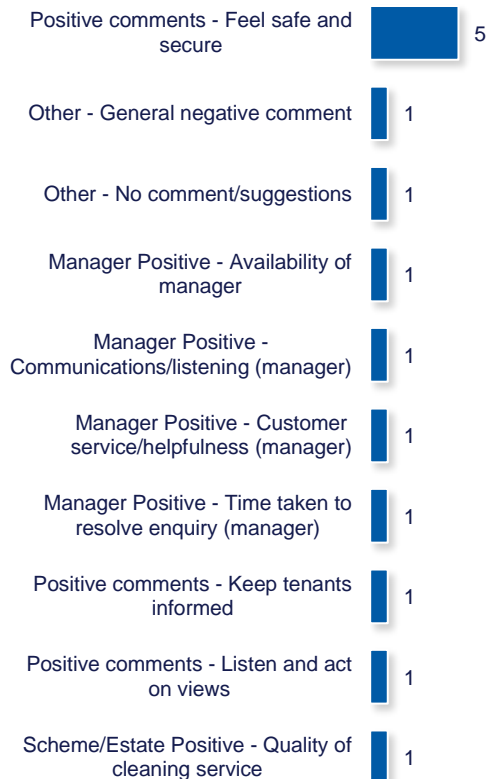 Positive comments - Feel safe and
secure
5
Other - General negative comment
1
Other - No comment/suggestions
1
Manager Positive - Availability of
manager
1
Manager Positive -
Communications/listening (manager)
1
Manager Positive - Customer
service/helpfulness (manager)
1
Manager Positive - Time taken to
resolve enquiry (manager)
1
Positive comments - Keep tenants
informed
1
Positive comments - Listen and act
on views
1
Scheme/Estate Positive - Quality of
cleaning service
1